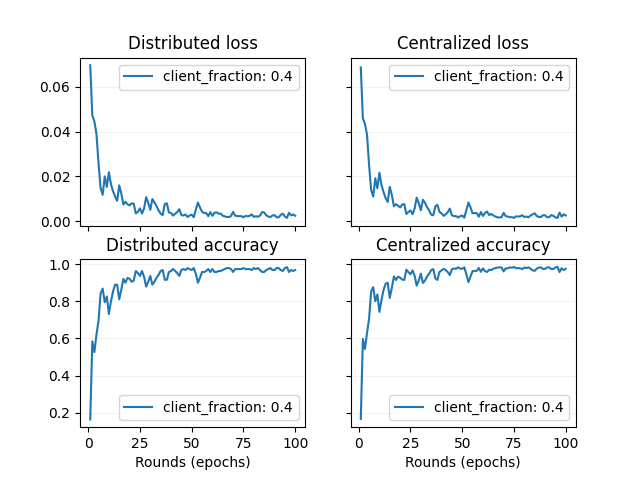 Distributed loss
Centralized loss
client_fraction: 0.4
client_fraction: 0.4
0.06
0.04
0.02
0.00
Distributed accuracy
Centralized accuracy
1.0
0.8
0.6
0.4
0.2
client_fraction: 0.4
client_fraction: 0.4
0 25 50 75 100
0 25 50 75 100
Rounds (epochs)
Rounds (epochs)